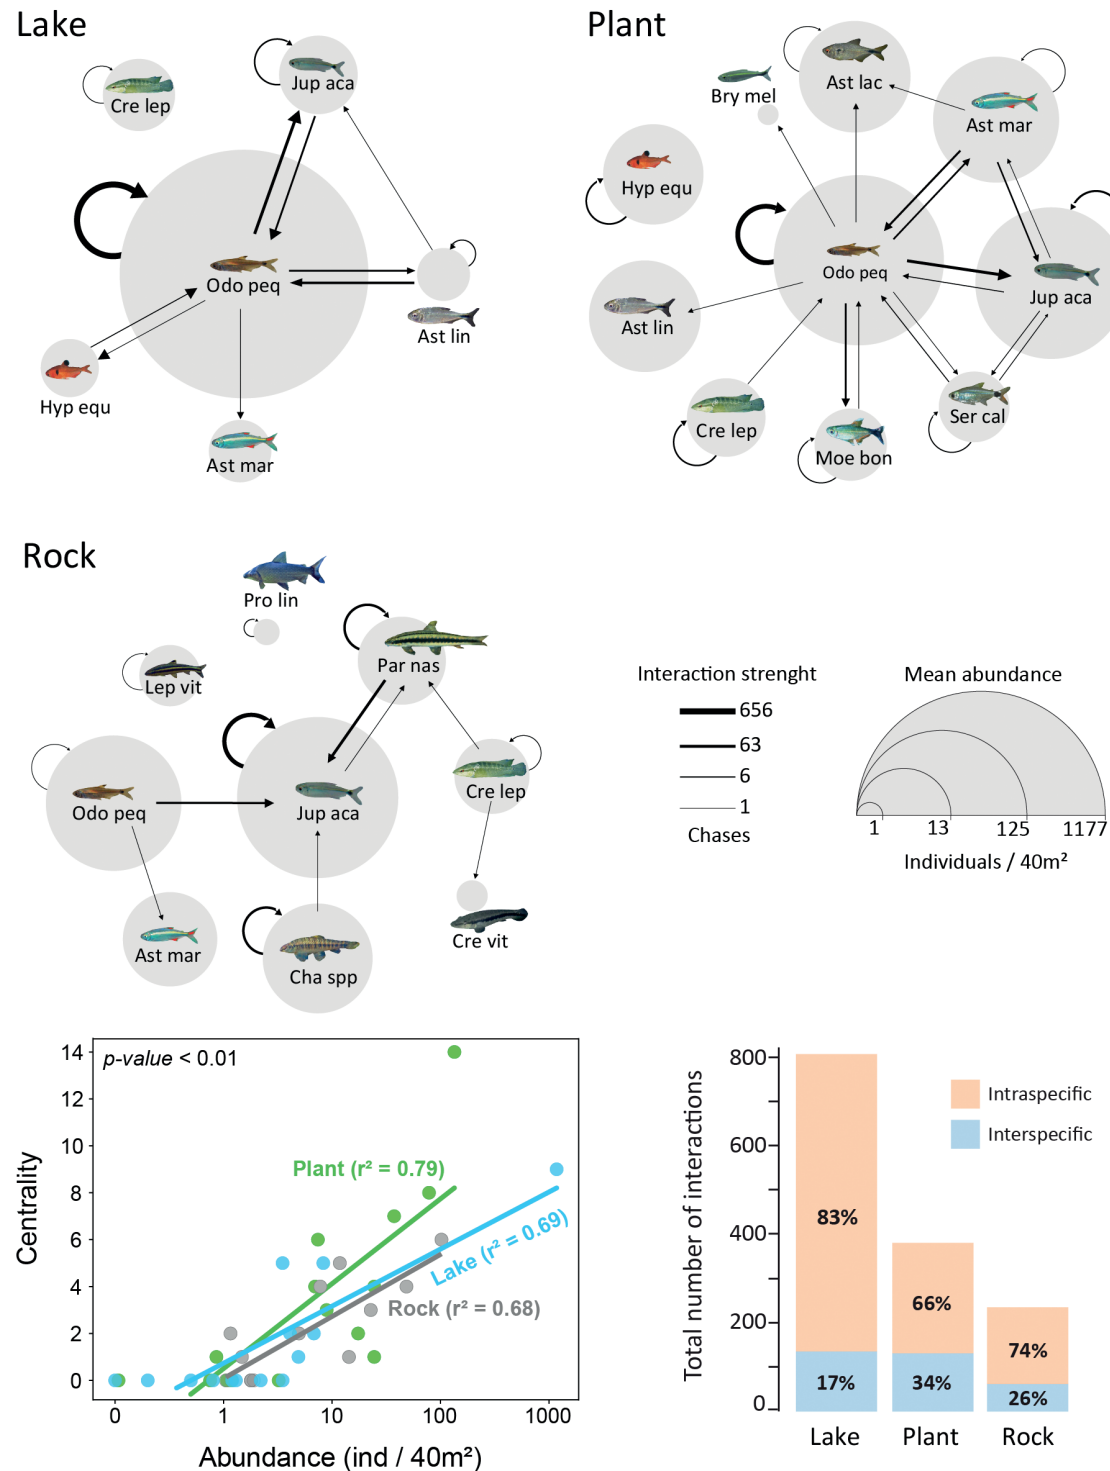 Lake
Cre lep
Jup aca
Odo peq
Ast lin
Hyp equ
Ast mar
Plant
Bry mel
Ast lac
Ast mar
Hyp equ
Odo peq
Jup aca
Ast lin
Cre lep
Moe bon
Ser cal
Rock
Pro lin
Par nas
Lep vit
Odo peq
Jup aca
Cre lep
Ast mar
Cha spp
Cre vit
Interaction strenght
656
63
6
1
Chases
Mean abundance
1 13 125 1177
Individuals / 40m²
p-value < 0.01
Plant (r² = 0.79)
Lake (r² = 0.69)
Rock (r² = 0.68)
Centrality
14
12
10
8
6
4
2
0
0 1 10 100 1000
Abundance (ind / 40m²)
Total number of interactions
800
600
400
200
0
Intraspecific
Interspecific
83%
66%
74%
17%
34%
26%
Lake Plant Rock